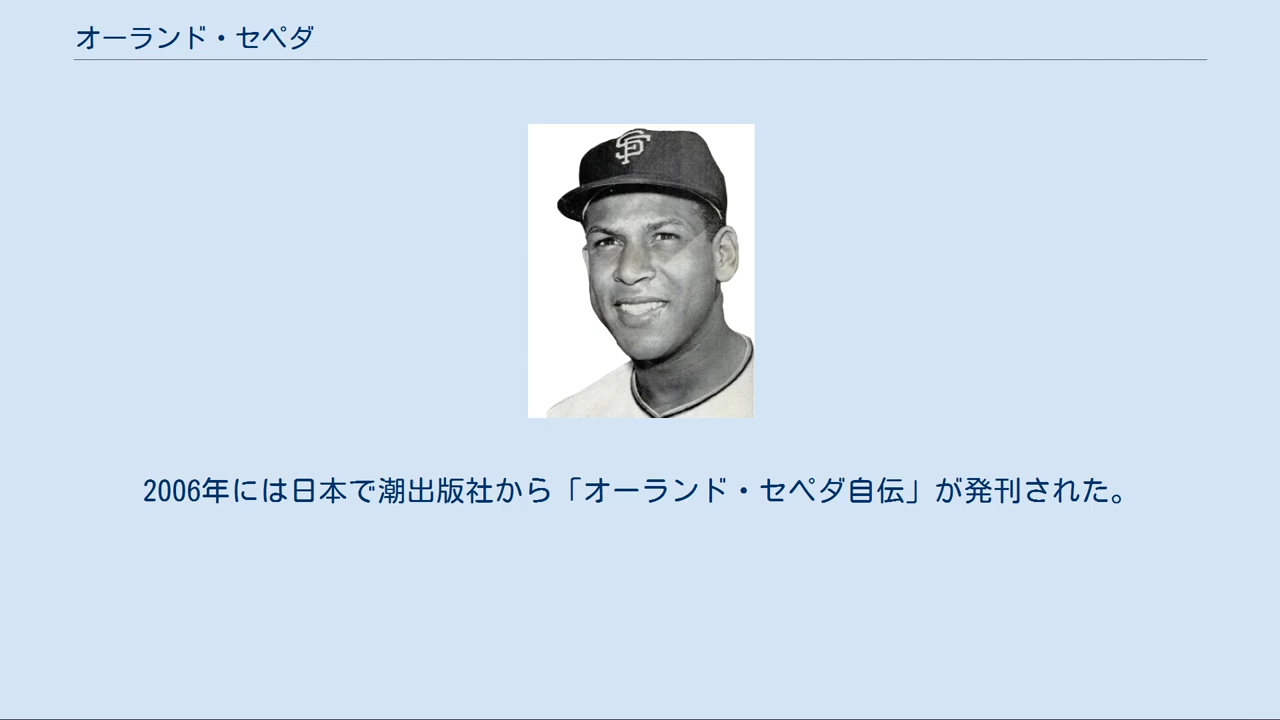 オーランド・セペダ
SF
2006年には日本で潮出版社から「オーランド・セペダ自伝」が発刊された。